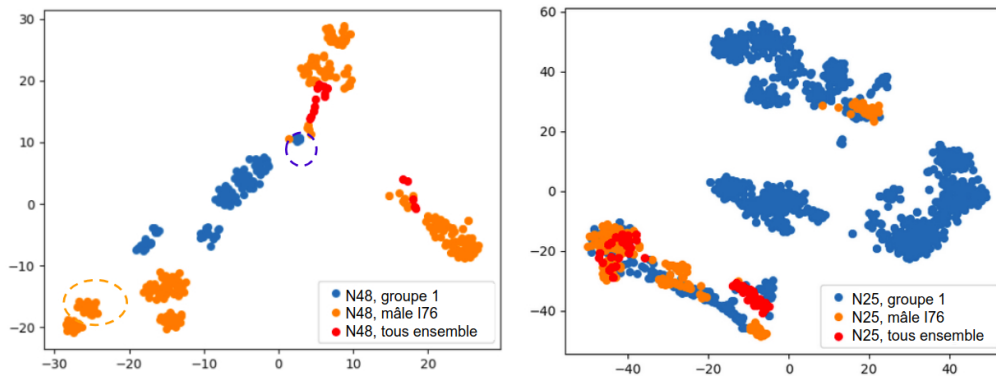 30
20
10
0
−10
−20
−30 −20 −10 0 10 20
N48, groupe 1
N48, mâle I76
N48, tous ensemble
60
40
20
0
−20
−40
−40 −20 0 20 40
N25, groupe 1
N25, mâle I76
N25, tous ensemble